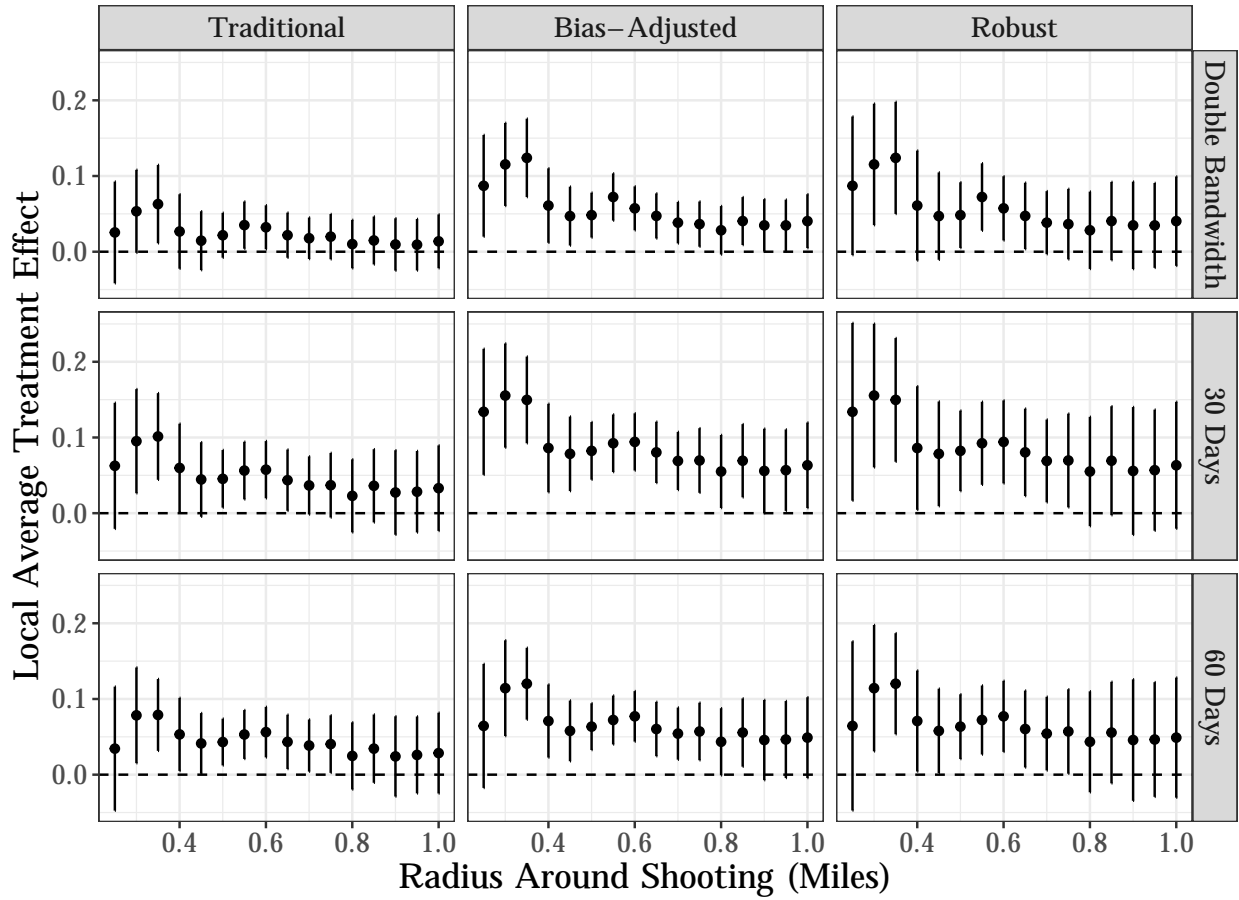 Traditional
Bias−Adjusted
Robust
Local Average Treatment Effect
0.2
0.1
0.0
Double Bandwidth
0.2
0.1
0.0
30 Days
0.2
0.1
0.0
60 Days
0.4 0.6 0.8 1.0 0.4 0.6 0.8 1.0 0.4 0.6 0.8 1.0
Radius Around Shooting (Miles)